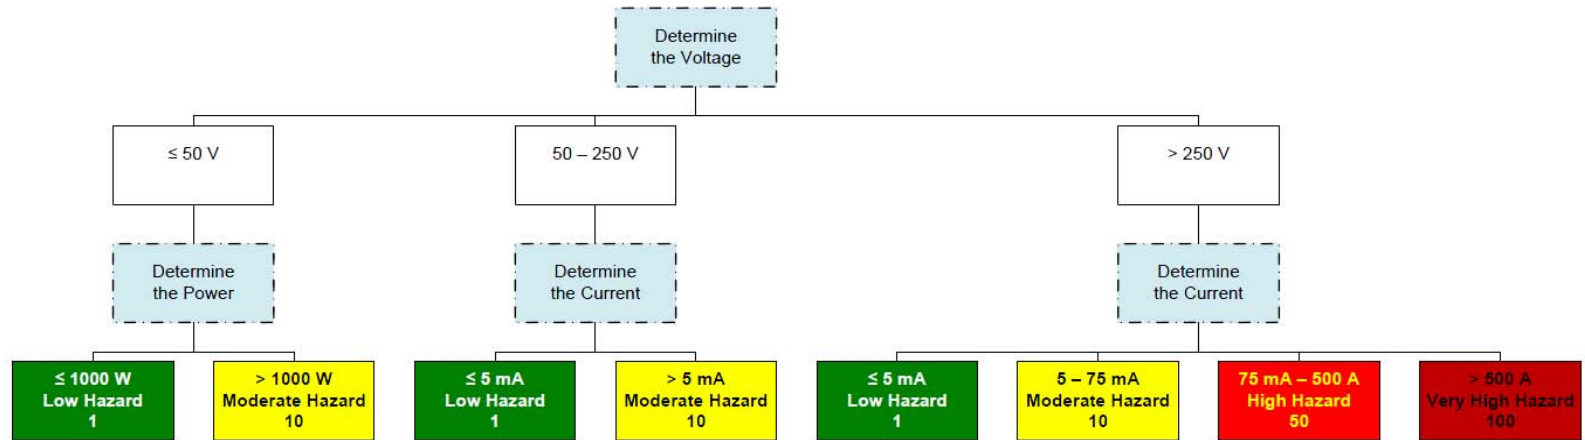 Determine
the Voltage
≤ 50 V
50 – 250 V
> 250 V
Determine
the Power
Determine
the Current
Determine
the Current
≤ 1000 W
Low Hazard
1
> 1000 W
Moderate Hazard
10
≤ 5 mA
Low Hazard
1
> 5 mA
Moderate Hazard
10
≤ 5 mA
Low Hazard
1
5 – 75 mA
Moderate Hazard
10
75 mA – 500 A
High Hazard
50
> 500 A
Very High Hazard
100